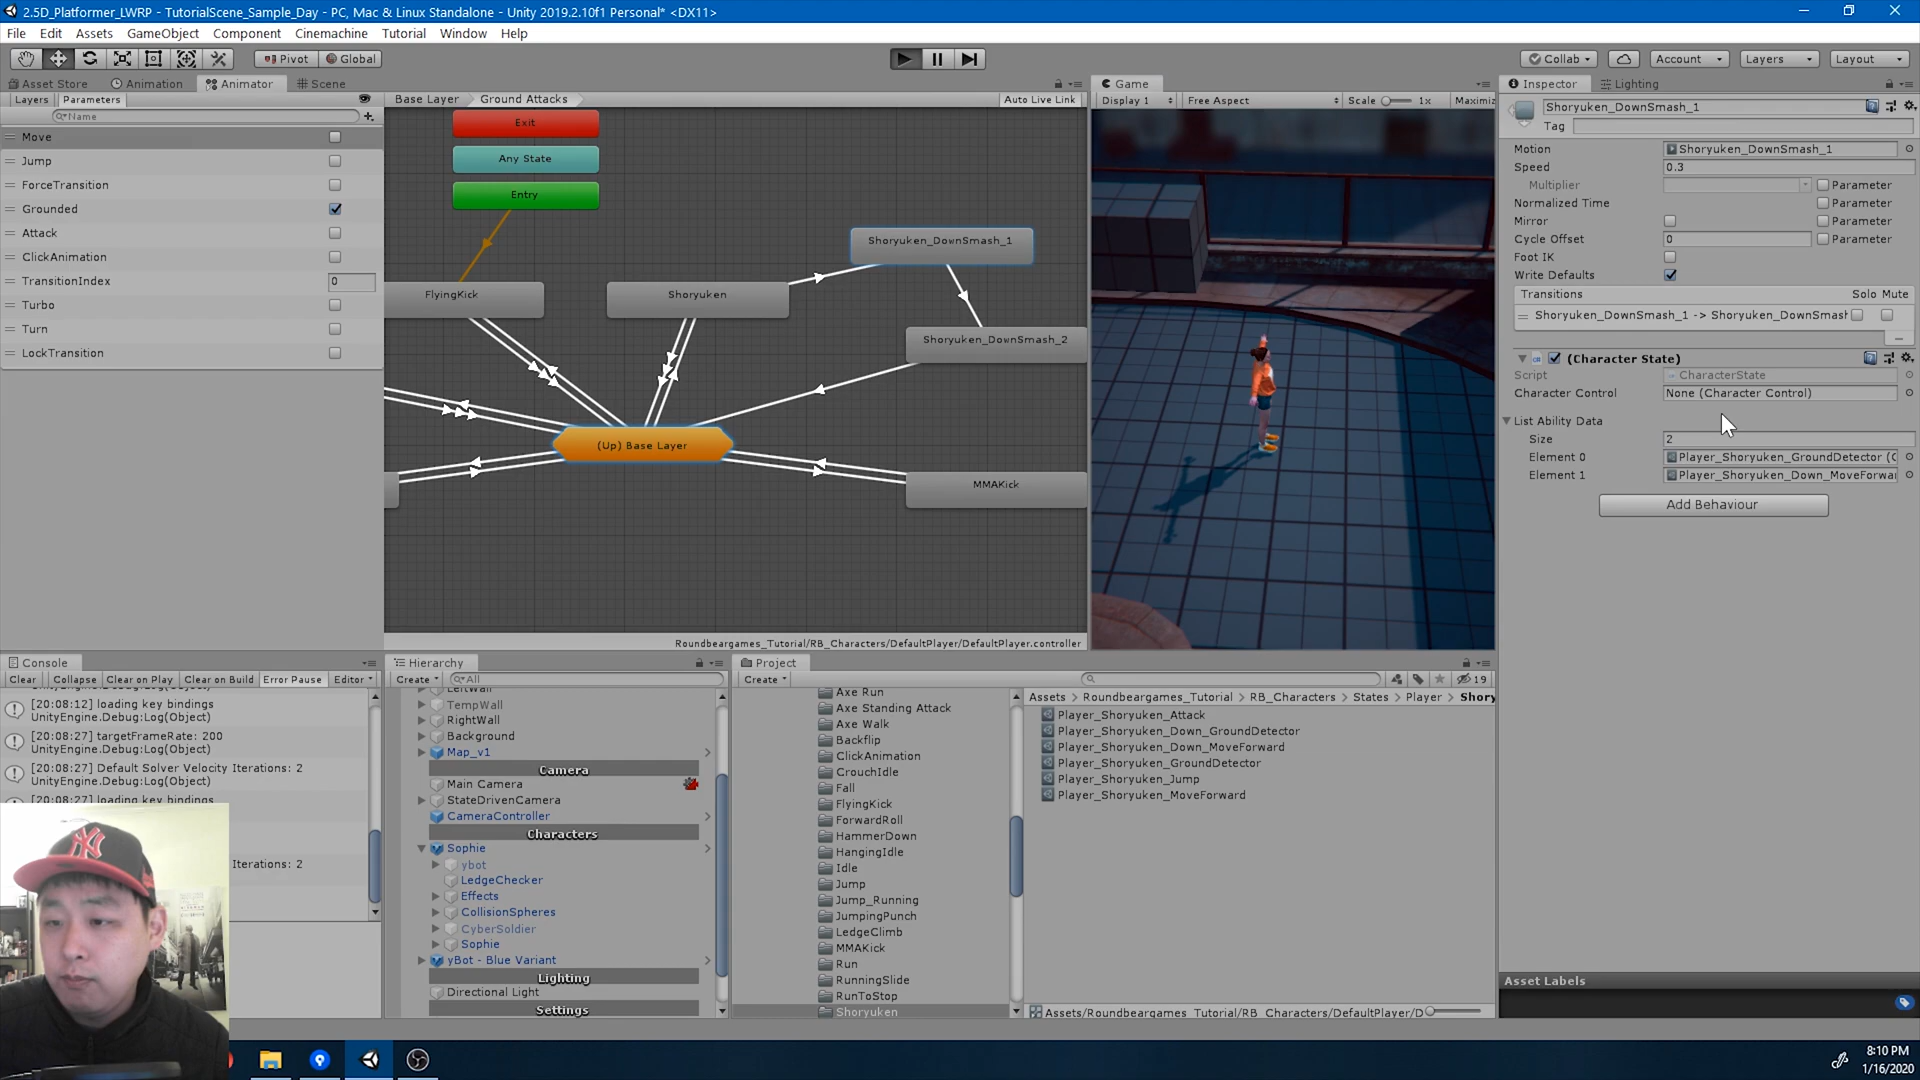 2.5D_Platformer_LWRP - TutorialScene_Sample_Day - PC, Mac & Linux Standalone - Unity 2019.2.10f1 Personal* <DX11>
File Edit Assets GameObject Component Cinemachine Tutorial Window Help
Pivot Global Collab Account Layers Layout
Asset Store Animation Animator Scene
Layers Parameters
Name
Move
Jump
ForceTransition
Grounded
Attack
ClickAnimation
TransitionIndex 0
Turbo
Turn
LockTransition
Base Layer Ground Attacks Auto Live Link
Exit
Any State
Entry
Shoryuken_DownSmash_1
FlyingKick
Shoryuken
Shoryuken_DownSmash_2
(Up) Base Layer
MMAKick
Roundbeargames_Tutorial/RB_Characters/DefaultPlayer/DefaultPlayer.controller
Game
Display 1 Free Aspect Scale 1x Maximi
Inspector Lighting
Shoryuken_DownSmash_1
Tag
Motion Shoryuken_DownSmash_1
Speed 0.3
Multiplier Parameter
Normalized Time Parameter
Mirror Parameter
Cycle Offset 0 Parameter
Foot IK
Write Defaults
Transitions Solo Mute
Shoryuken_DownSmash_1 -> Shoryuken_DownSmash
(Character State)
Script CharacterState
Character Control None (Character Control)
List Ability Data
Size 2
Element 0 Player_Shoryuken_GroundDetector (G
Element 1 Player_Shoryuken_Down_MoveForwar
Add Behaviour
Asset Labels
Console
Clear Collapse Clear on Play Clear on Build Error Pause Editor
[20:08:12] loading key bindings
UnityEngine.Debug:Log(Object)
[20:08:27] targetFrameRate: 200
UnityEngine.Debug:Log(Object)
[20:08:27] Default Solver Velocity Iterations: 2
UnityEngine.Debug:Log(Object)
[20:08:27] loading key bindings
Iterations: 2
Hierarchy
Create All
LeftWall
TempWall
RightWall
Background
Map_v1
Camera
Main Camera
StateDrivenCamera
CameraController
Characters
Sophie
ybot
LedgeChecker
Effects
CollisionSpheres
CyberSoldier
Sophie
yBot - Blue Variant
Lighting
Directional Light
Settings
Project
Create 19
Axe Run
Axe Standing Attack
Axe Walk
Backflip
ClickAnimation
CrouchIdle
Fall
FlyingKick
ForwardRoll
HammerDown
HangingIdle
Idle
Jump
Jump_Running
JumpingPunch
LedgeClimb
MMAKick
Run
RunningSlide
RunToStop
Shoryuken
Assets > Roundbeargames_Tutorial > RB_Characters > States > Player > Shory
Player_Shoryuken_Attack
Player_Shoryuken_Down_GroundDetector
Player_Shoryuken_Down_MoveForward
Player_Shoryuken_GroundDetector
Player_Shoryuken_Jump
Player_Shoryuken_MoveForward
Assets/Roundbeargames_Tutorial/RB_Characters/DefaultPlayer/D
8:10 PM
1/16/2020